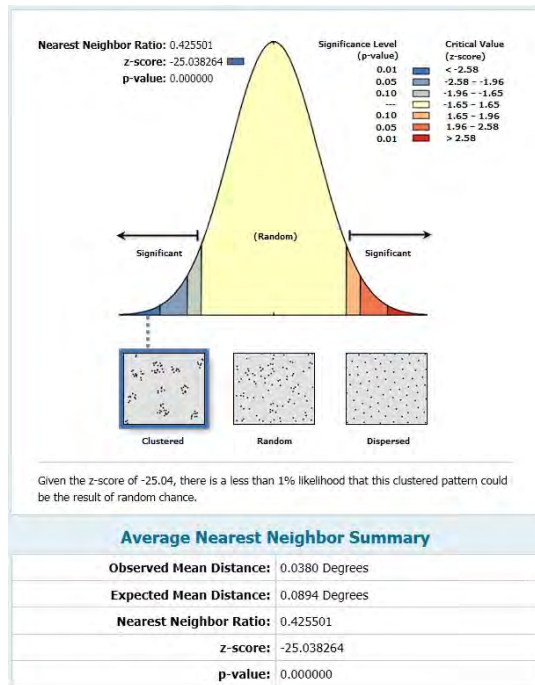 Nearest Neighbor Ratio: 0.425501
z-score: -25.038264
p-value: 0.000000
Significance Level
(p-value)
Critical Value
(z-score)
0.01 < -2.58
0.05 -2.58 - -1.96
0.10 -1.96 - -1.65
--- -1.65 - 1.65
0.10 1.65 - 1.96
0.05 1.96 - 2.58
0.01 > 2.58
(Random)
Significant
Significant
Clustered
Random
Dispersed
Given the z-score of -25.04, there is a less than 1% likelihood that this clustered pattern could
be the result of random chance.
Average Nearest Neighbor Summary
Observed Mean Distance: 0.0380 Degrees
Expected Mean Distance: 0.0894 Degrees
Nearest Neighbor Ratio: 0.425501
z-score: -25.038264
p-value: 0.000000